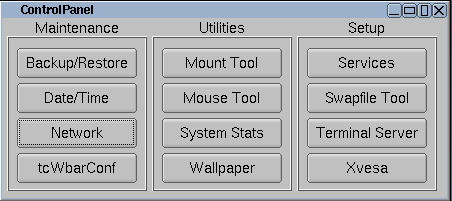 ControlPanel
Maintenance
Backup/Restore
Date/Time
Network
tcWbarConf
Utilities
Mount Tool
Mouse Tool
System Stats
Wallpaper
Setup
Services
Swapfile Tool
Terminal Server
Xvesa